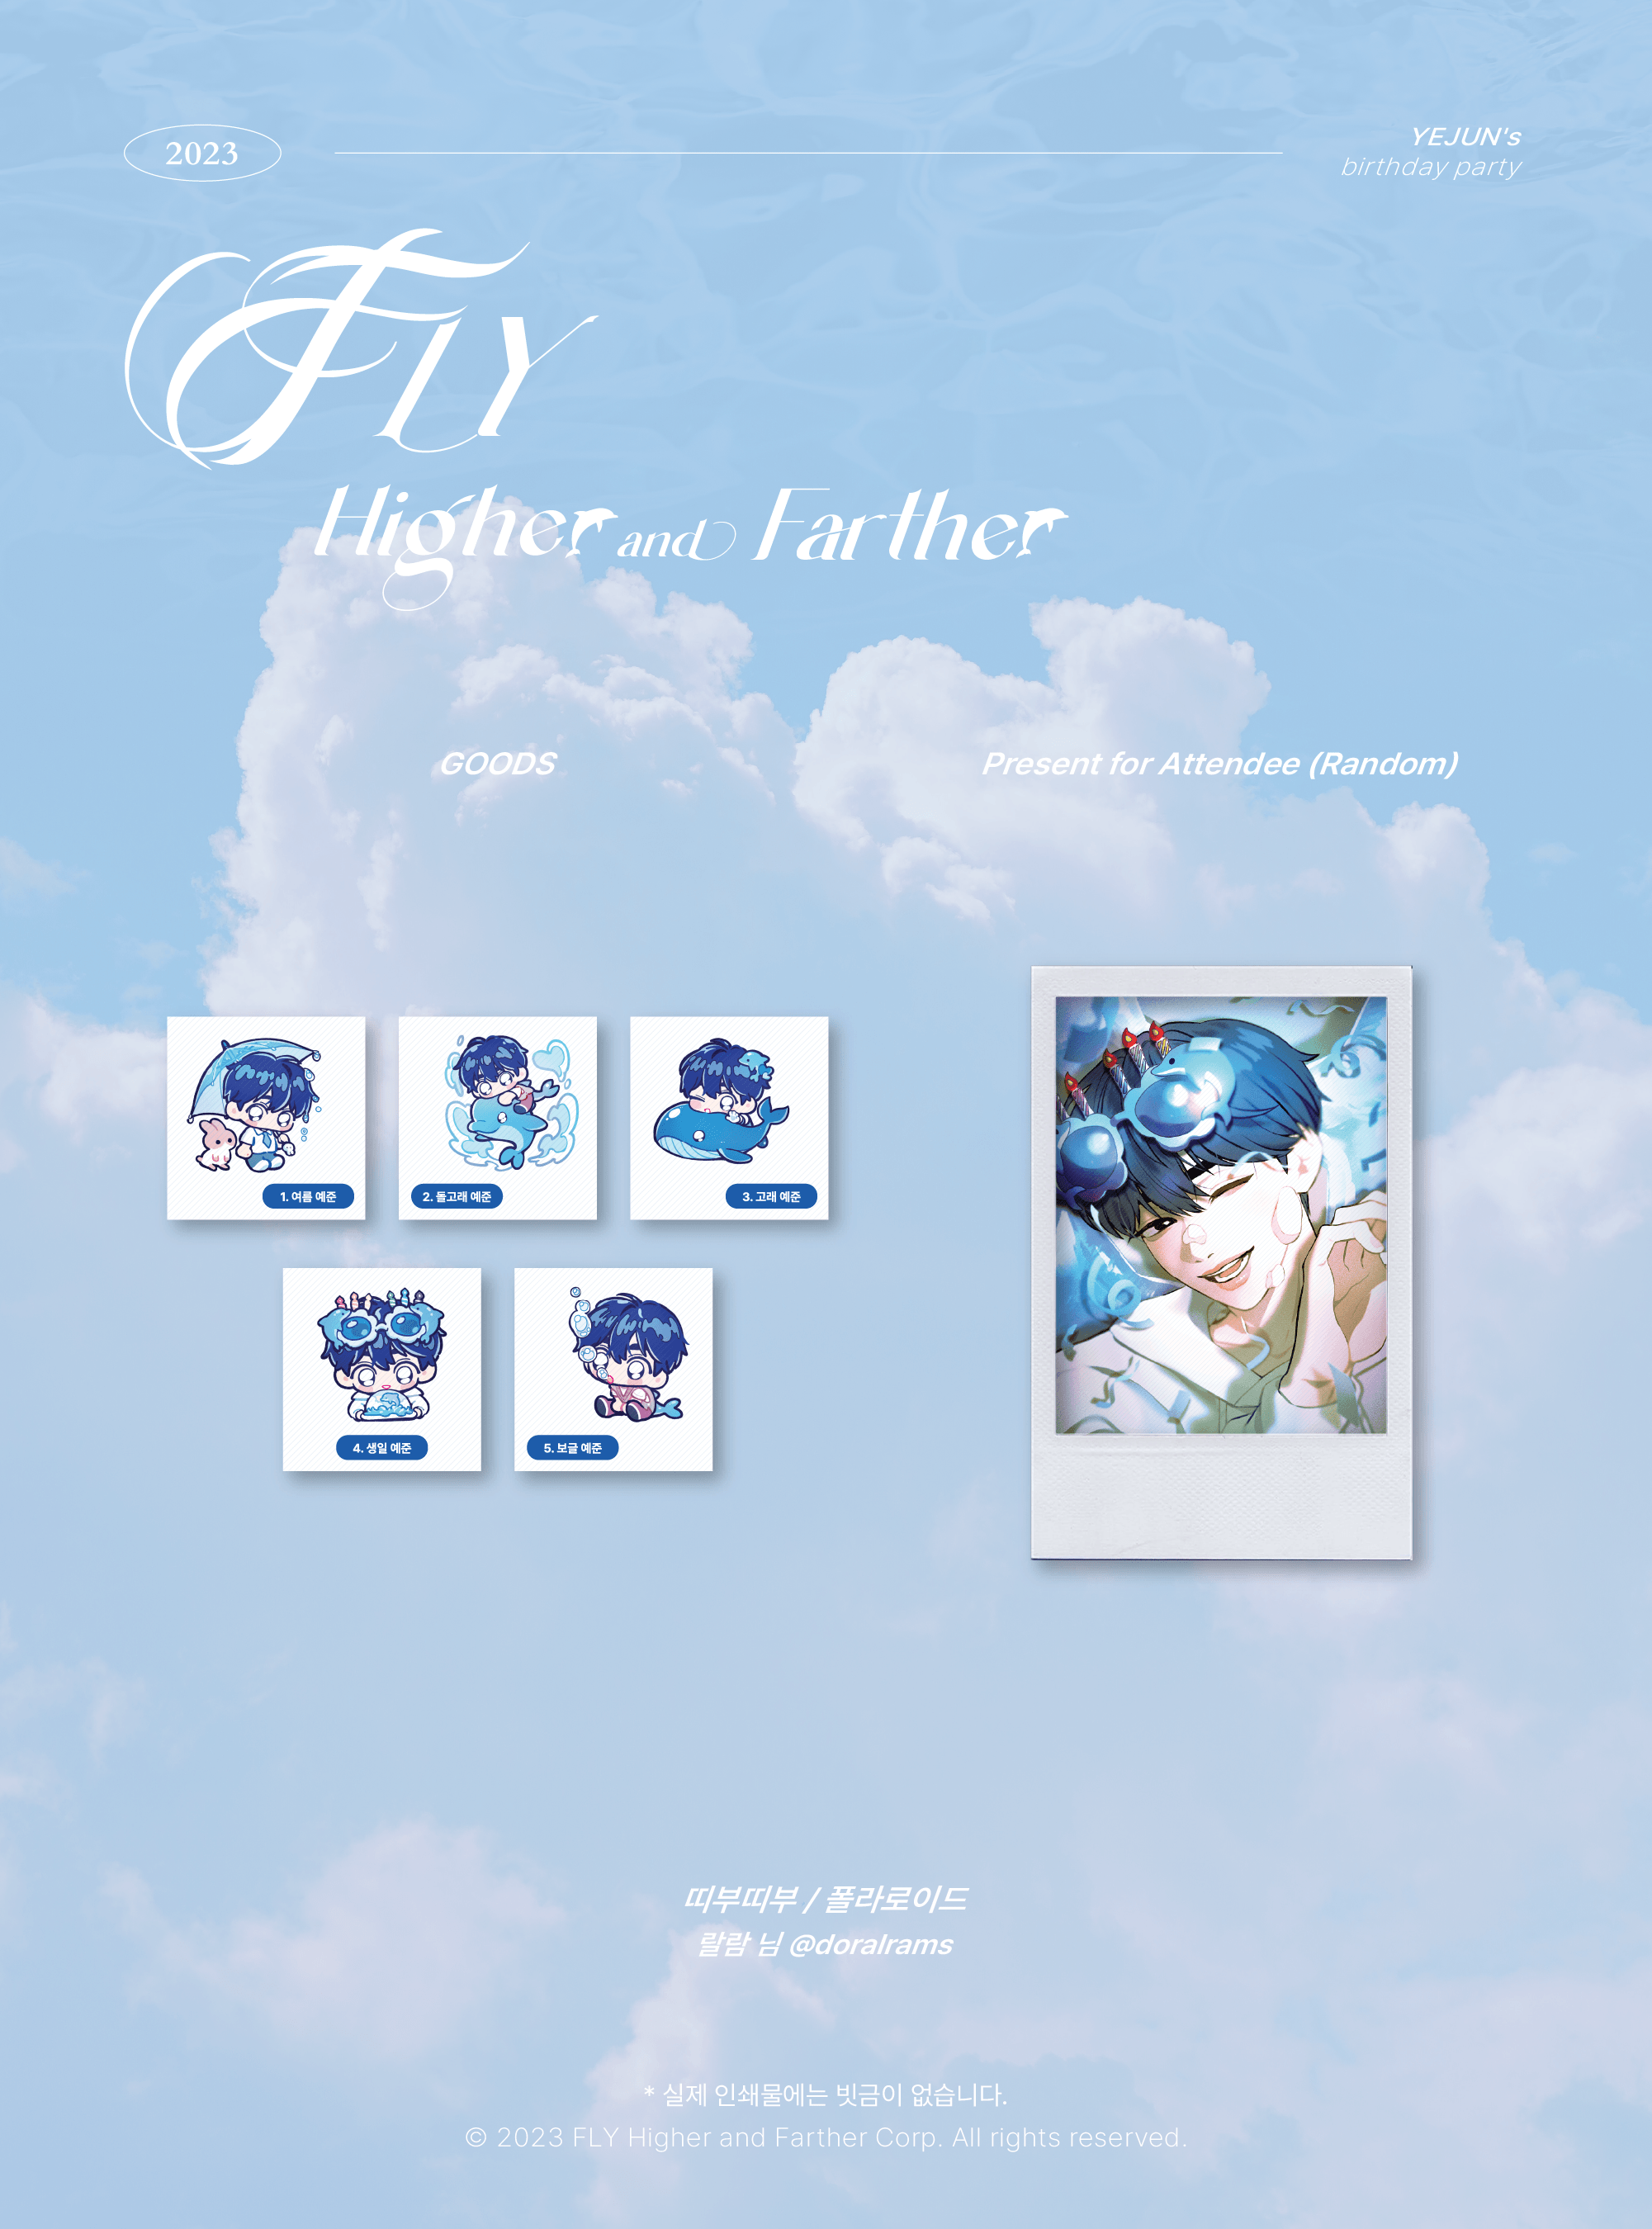 2023
YEJUN's
birthday party
FLY
Higher and Farther
GOODS
Present for Attendee (Random)
1. 여름 예준
2. 돌고래 예준
3. 고래 예준
4. 생일 예준
5. 보글 예준
띠부띠부 / 폴라로이드
랄람 님 @doralrams
* 실제 인쇄물에는 빗금이 없습니다.
© 2023 FLY Higher and Farther Corp. All rights reserved.